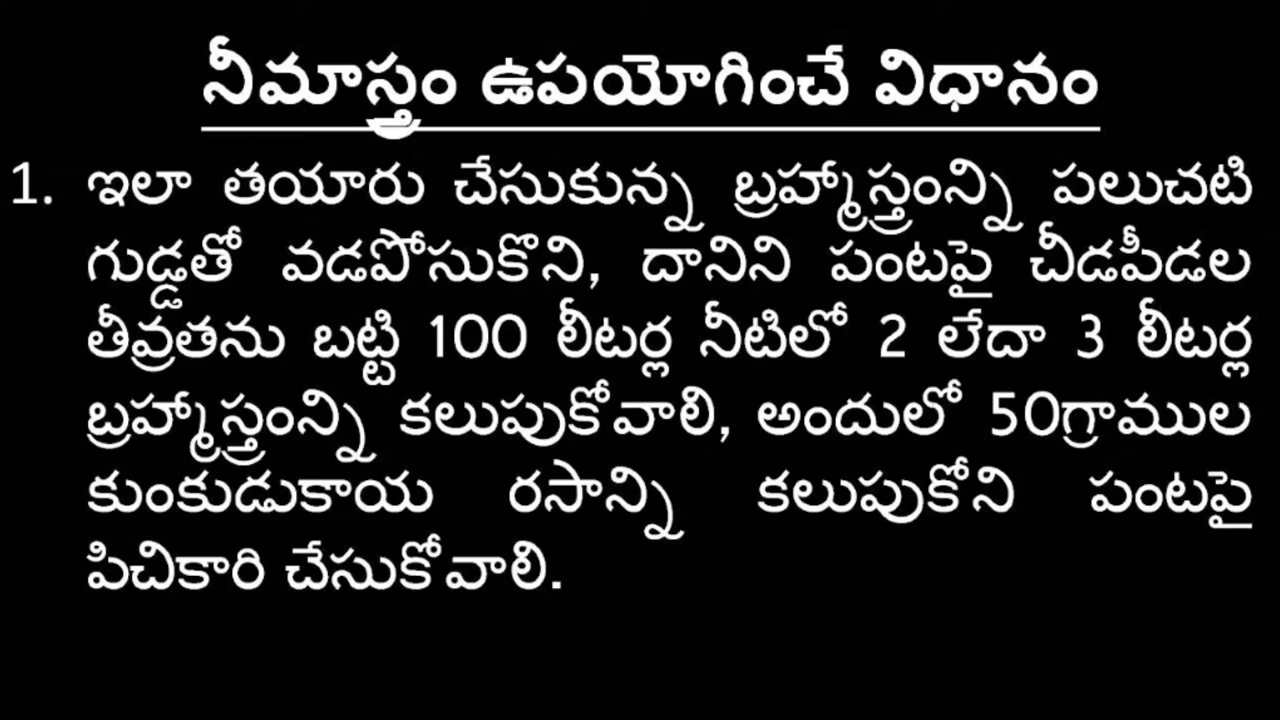 నీమాస్త్రం ఉపయోగించే విధానం
1. ఇలా తయారు చేసుకున్న బ్రహ్మాస్త్రంన్ని పలుచటి
గుడ్డతో వడపోసుకొని, దానిని పంటపై చీడపీడల
తీవ్రతను బట్టి 100 లీటర్ల నీటిలో 2 లేదా 3 లీటర్ల
బ్రహ్మాస్త్రంన్ని కలుపుకోవాలి, అందులో 50గ్రాముల
కుంకుడుకాయ రసాన్ని కలుపుకోని పంటపై
పిచికారి చేసుకోవాలి.